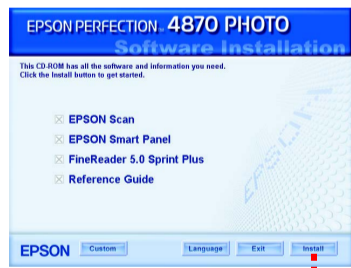 EPSON PERFECTION™ 4870 PHOTO
Software Installation
This CD-ROM has all the software and information you need.
Click the Install button to get started.
EPSON Scan
EPSON Smart Panel
FineReader 5.0 Sprint Plus
Reference Guide
EPSON
EPSON Custom Language Exit Install